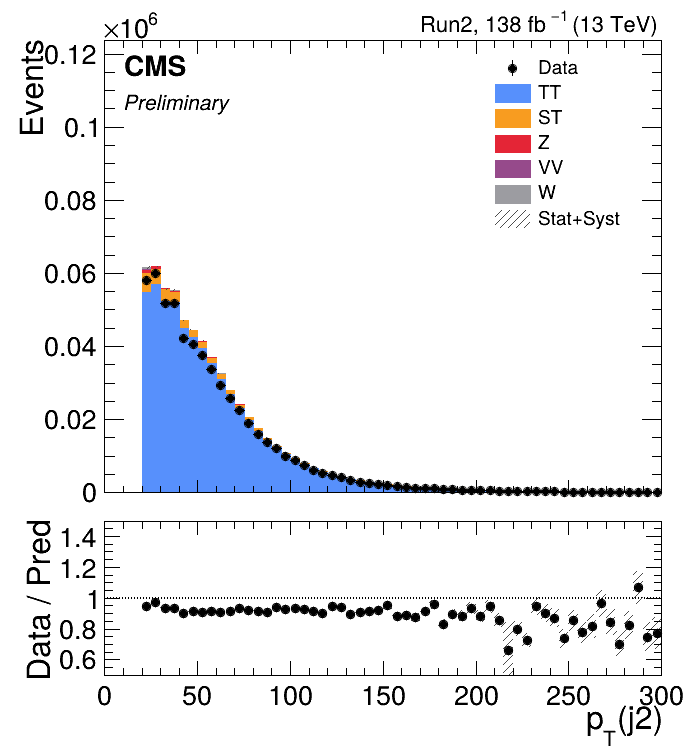 ×10⁶
Run2, 138 fb⁻¹ (13 TeV)
CMS
Preliminary
Events
0.12
0.1
0.08
0.06
0.04
0.02
0
Data
TT
ST
Z
VV
W
Stat+Syst
Data / Pred
1.4
1.2
1
0.8
0.6
0 50 100 150 200 250 300
p_T(j2)